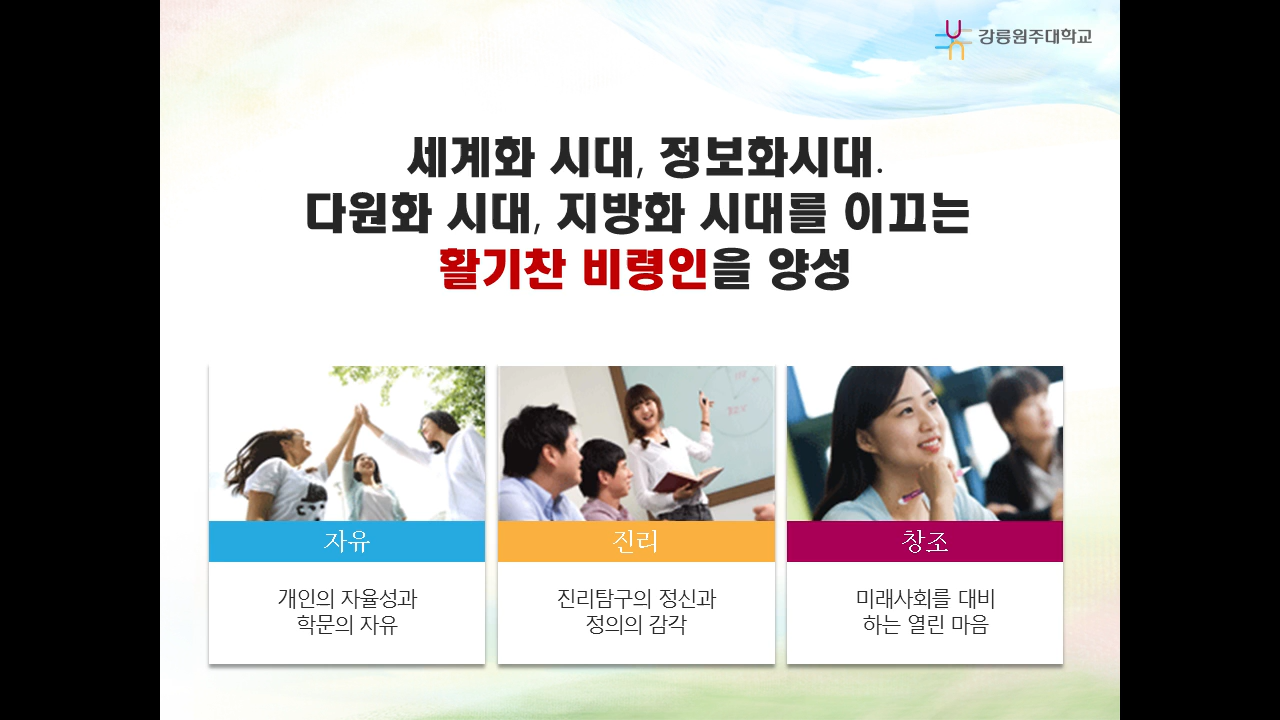 강릉원주대학교
세계화 시대, 정보화시대.
다원화 시대, 지방화 시대를 이끄는
활기찬 비령인을 양성
자유
개인의 자율성과
학문의 자유
진리
진리탐구의 정신과
정의의 감각
창조
미래사회를 대비
하는 열린 마음